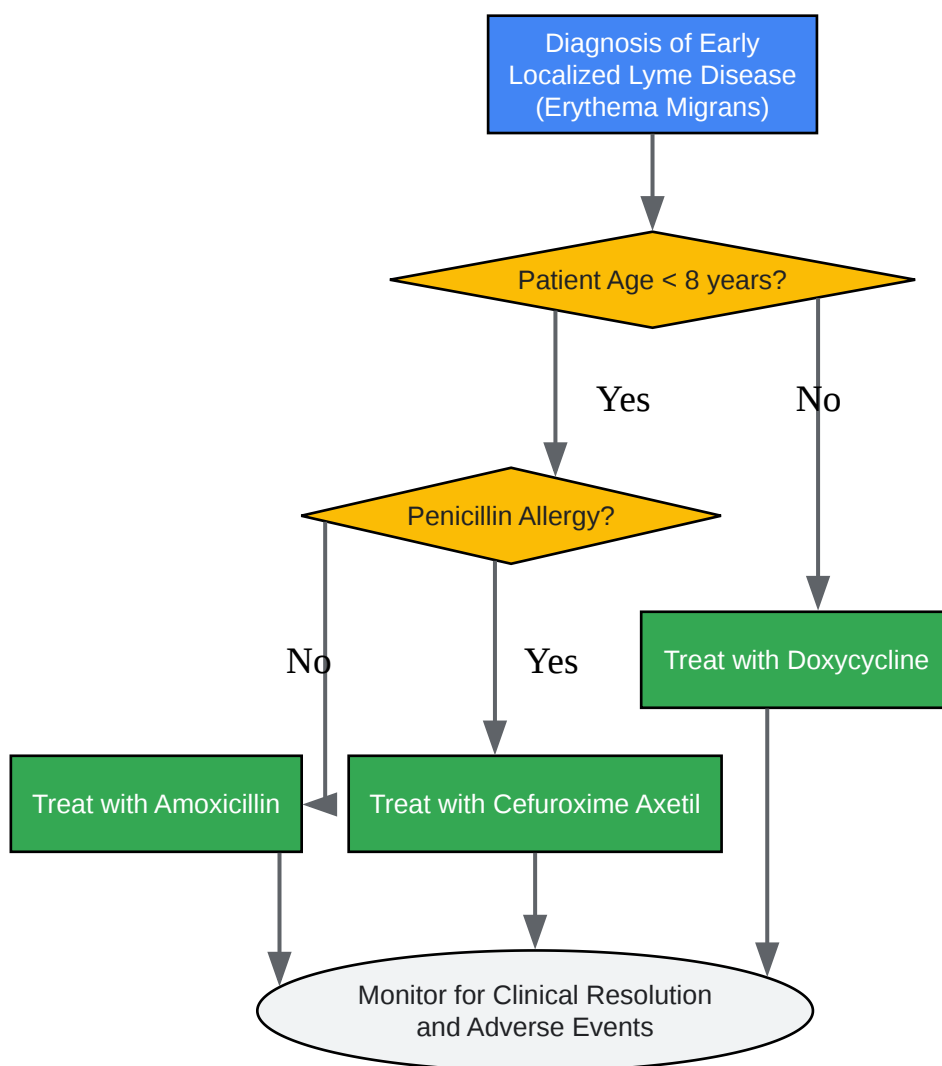 Diagnosis of Early
Localized Lyme Disease
(Erythema Migrans)
Patient Age < 8 years?
Yes
No
Penicillin Allergy?
No
Yes
Treat with Doxycycline
Treat with Amoxicillin
Treat with Cefuroxime Axetil
Monitor for Clinical Resolution
and Adverse Events